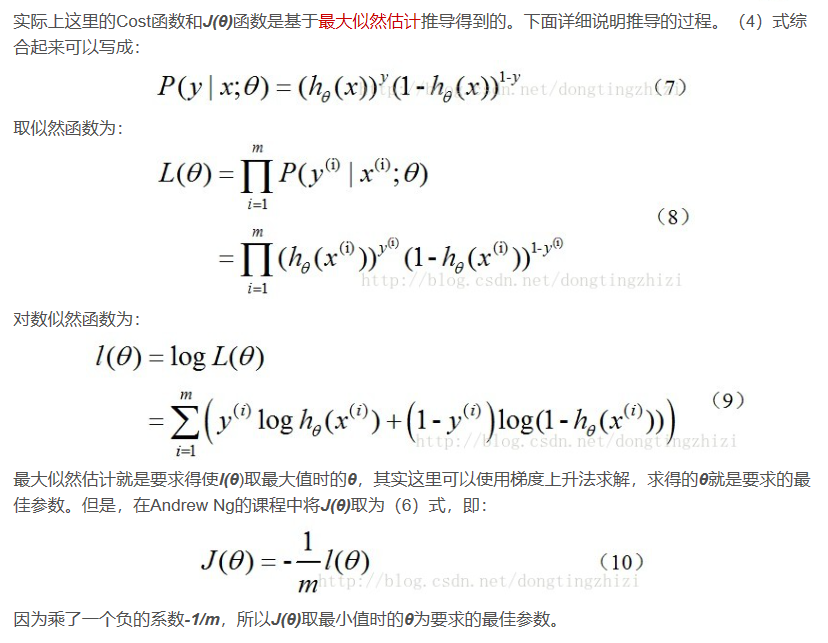 实际上这里的Cost函数和J(θ)函数是基于最大似然估计推导得到的。下面详细说明推导的过程。（4）式综
合起来可以写成：
P(y | x;θ) = (hθ(x))^y (1 - hθ(x))^{1-y} （7）
http://blog.csdn.net/dongtingzhizi
取似然函数为：
L(θ) = ∏_{i=1}^{m} P(y^{(i)} | x^{(i)};θ)
= ∏_{i=1}^{m} (hθ(x^{(i)}))^{y^{(i)}} (1 - hθ(x^{(i)}))^{1-y^{(i)}} （8）
http://blog.csdn.net/dongtingzhizi
对数似然函数为：
l(θ) = log L(θ)
= ∑_{i=1}^{m} (y^{(i)} log hθ(x^{(i)}) + (1 - y^{(i)}) log(1 - hθ(x^{(i)}))) （9）
http://blog.csdn.net/dongtingzhizi
最大似然估计就是要求得使l(θ)取最大值时的θ，其实这里可以使用梯度上升法求解，求得的θ就是要求的最
佳参数。但是，在Andrew Ng的课程中将J(θ)取为（6）式，即：
J(θ) = -\frac{1}{m} l(θ) （10）
http://blog.csdn.net/dongtingzhizi
因为乘了一个负的系数-1/m，所以J(θ)取最小值时的θ为要求的最佳参数。